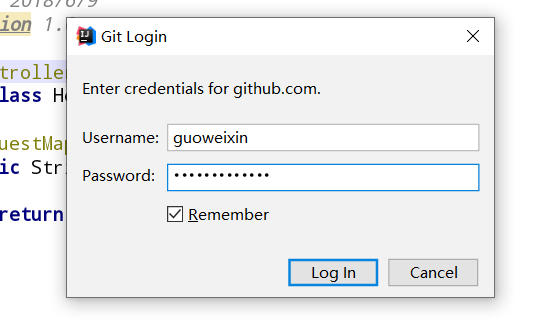 2018/6/9
ion 1.
Git Login
Enter credentials for github.com.
Username: guoweixin
Password: •••••••••••••
Remember
Log In Cancel
trolle
lass H
uestMap
ic Stri
return